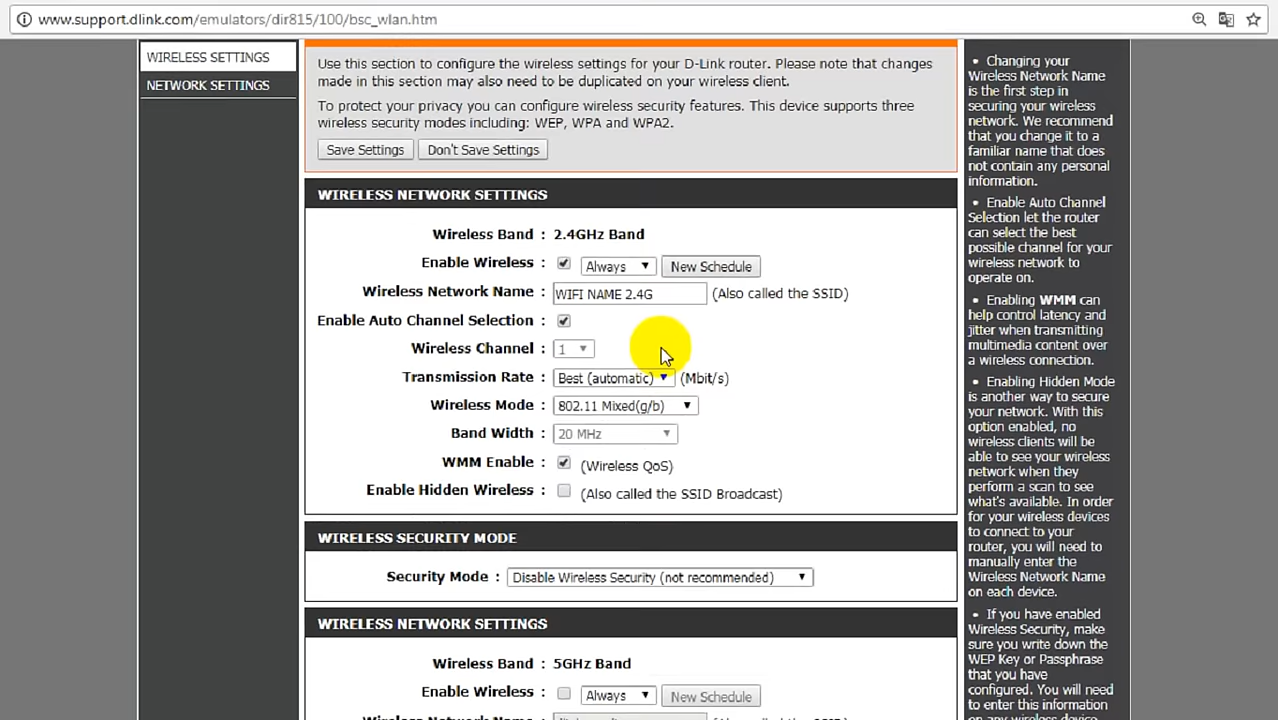 www.support.dlink.com/emulators/dir815/100/bsc_wlan.htm
WIRELESS SETTINGS
NETWORK SETTINGS
Use this section to configure the wireless settings for your D-Link router. Please note that changes
made in this section may also need to be duplicated on your wireless client.
To protect your privacy you can configure wireless security features. This device supports three
wireless security modes including: WEP, WPA and WPA2.
Save Settings Don't Save Settings
WIRELESS NETWORK SETTINGS
Wireless Band : 2.4GHz Band
Enable Wireless : Always New Schedule
Wireless Network Name : WIFI NAME 2.4G (Also called the SSID)
Enable Auto Channel Selection :
Wireless Channel : 1
Transmission Rate : Best (automatic) (Mbit/s)
Wireless Mode : 802.11 Mixed(g/b)
Band Width : 20 MHz
WMM Enable : (Wireless QoS)
Enable Hidden Wireless : (Also called the SSID Broadcast)
WIRELESS SECURITY MODE
Security Mode : Disable Wireless Security (not recommended)
WIRELESS NETWORK SETTINGS
Wireless Band : 5GHz Band
Enable Wireless : Always New Schedule
Wireless Network Name : (Also called the SSID)
• Changing your
Wireless Network Name
is the first step in
securing your wireless
network. We recommend
that you change it to a
familiar name that does
not contain any personal
information.
• Enable Auto Channel
Selection let the router
can select the best
possible channel for your
wireless network to
operate on.
• Enabling WMM can
help control latency and
jitter when transmitting
multimedia content over
a wireless connection.
• Enabling Hidden Mode
is another way to secure
your network. With this
option enabled, no
wireless clients will be
able to see your wireless
network when they
perform a scan to see
what's available. In order
for your wireless devices
to connect to your
router, you will need to
manually enter the
Wireless Network Name
on each device.
• If you have enabled
Wireless Security, make
sure you write down the
WEP Key or Passphrase
that you have
configured. You will need
to enter this information
on any wireless device